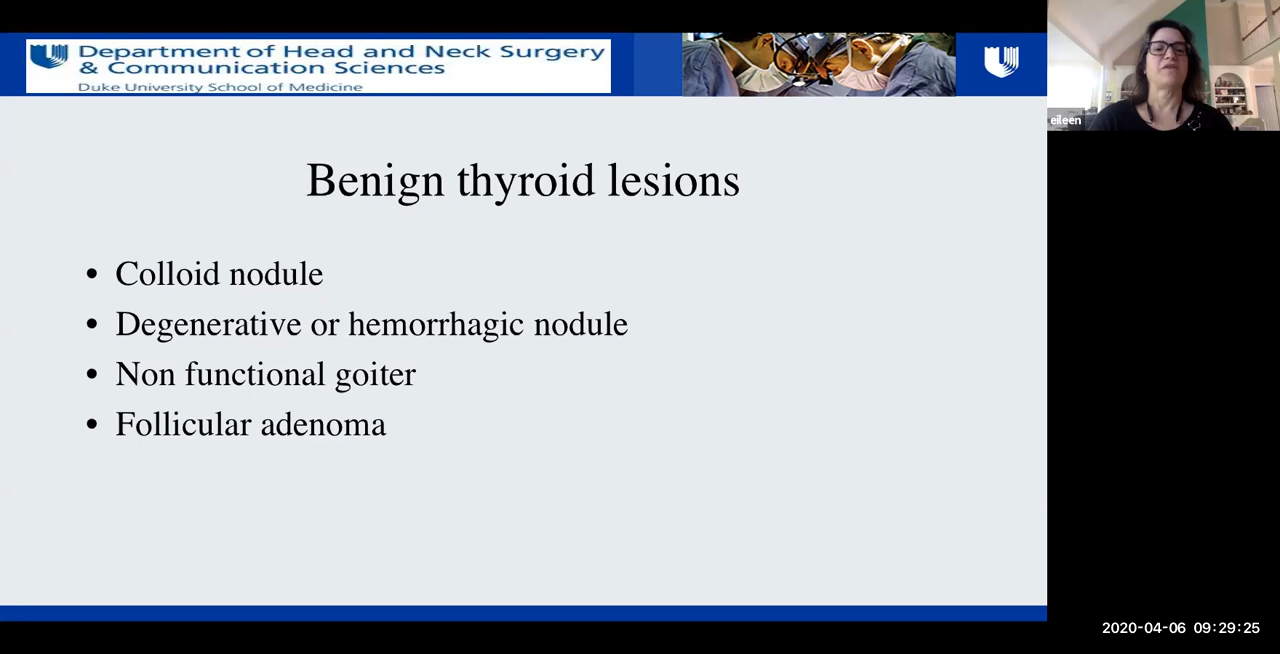 Department of Head and Neck Surgery
& Communication Sciences
Duke University School of Medicine
eileen
Benign thyroid lesions
• Colloid nodule
• Degenerative or hemorrhagic nodule
• Non functional goiter
• Follicular adenoma
2020-04-06 09:29:25